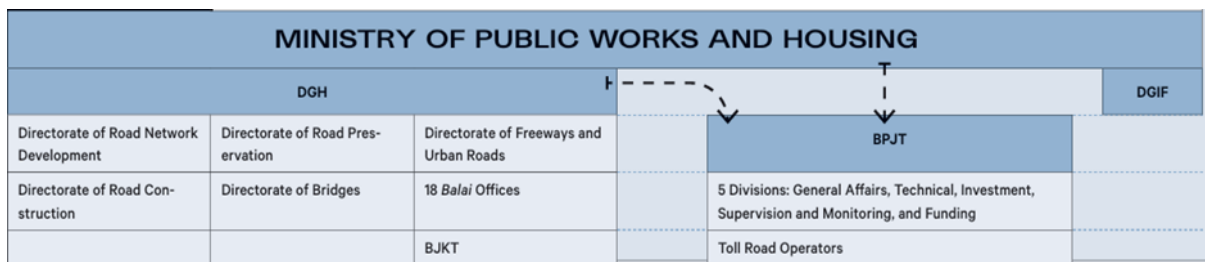 MINISTRY OF PUBLIC WORKS AND HOUSING
DGH
DGIF
BPJT
Directorate of Road Network
Development
Directorate of Road Pres-
ervation
Directorate of Freeways and
Urban Roads
Directorate of Road Con-
struction
Directorate of Bridges
18 Balai Offices
5 Divisions: General Affairs, Technical, Investment,
Supervision and Monitoring, and Funding
BJKT
Toll Road Operators